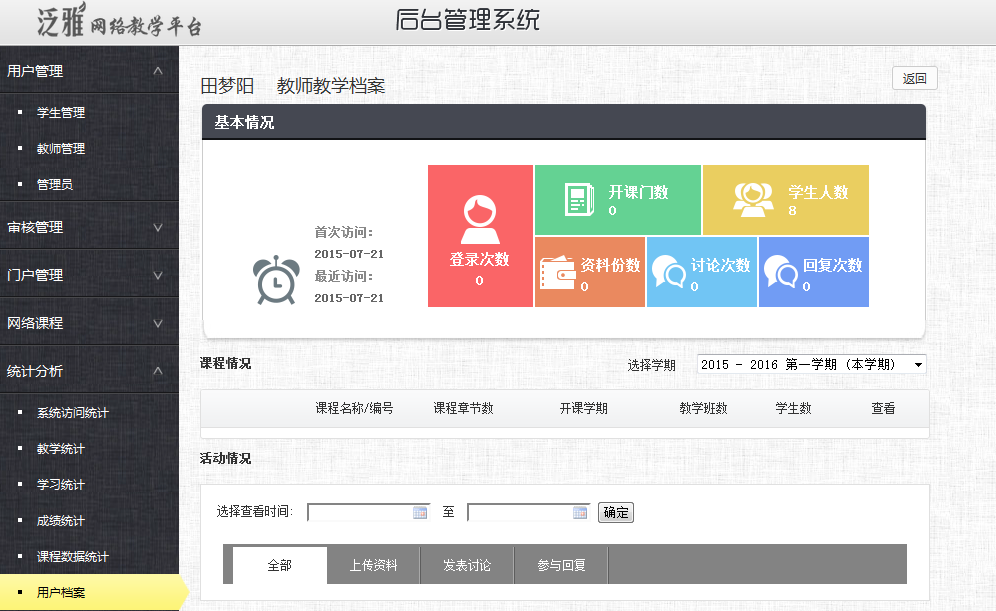 泛雅网络教学平台
后台管理系统
用户管理
学生管理
教师管理
管理员
审核管理
门户管理
网络课程
统计分析
系统访问统计
教学统计
学习统计
成绩统计
课程数据统计
用户档案
田梦阳 教师教学档案
返回
基本情况
首次访问:
2015-07-21
最近访问:
2015-07-21
登录次数
0
开课门数
0
学生人数
8
资料份数
0
讨论次数
0
回复次数
0
课程情况
选择学期 2015 - 2016 第一学期 (本学期)
课程名称/编号 课程章节数 开课学期 教学班数 学生数 查看
活动情况
选择查看时间: 至 确定
全部 上传资料 发表讨论 参与回复